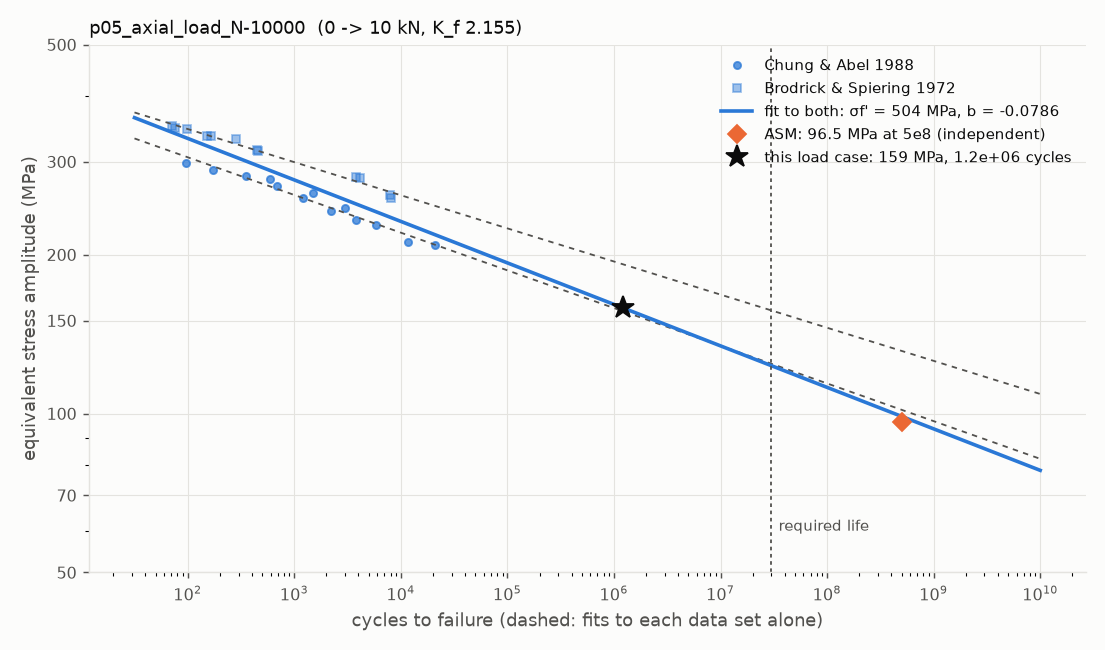 p05_axial_load_N-10000 (0 -> 10 kN, K_f 2.155)
500
300
200
150
100
70
50
equivalent stress amplitude (MPa)
Chung & Abel 1988
Brodrick & Spiering 1972
fit to both: σf' = 504 MPa, b = -0.0786
ASM: 96.5 MPa at 5e8 (independent)
this load case: 159 MPa, 1.2e+06 cycles
required life
10² 10³ 10⁴ 10⁵ 10⁶ 10⁷ 10⁸ 10⁹ 10¹⁰
cycles to failure (dashed: fits to each data set alone)